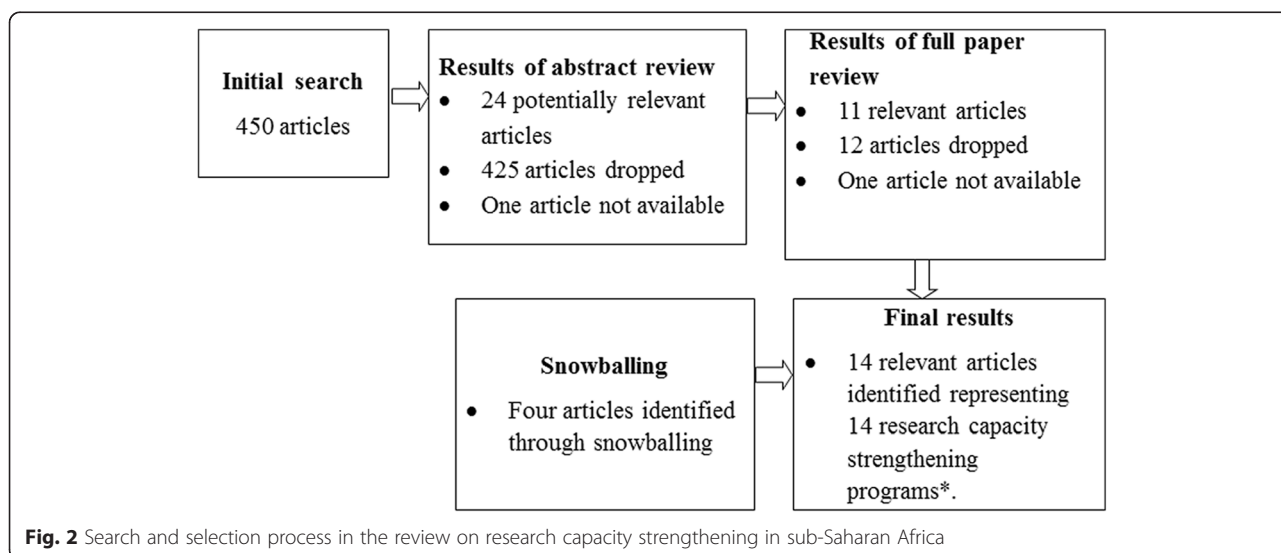 Initial search
450 articles
Results of abstract review
● 24 potentially relevant
articles
● 425 articles dropped
● One article not available
Results of full paper
review
● 11 relevant articles
● 12 articles dropped
● One article not available
Snowballing
● Four articles identified
through snowballing
Final results
● 14 relevant articles
identified representing
14 research capacity
strengthening
programs*.
Fig. 2 Search and selection process in the review on research capacity strengthening in sub-Saharan Africa